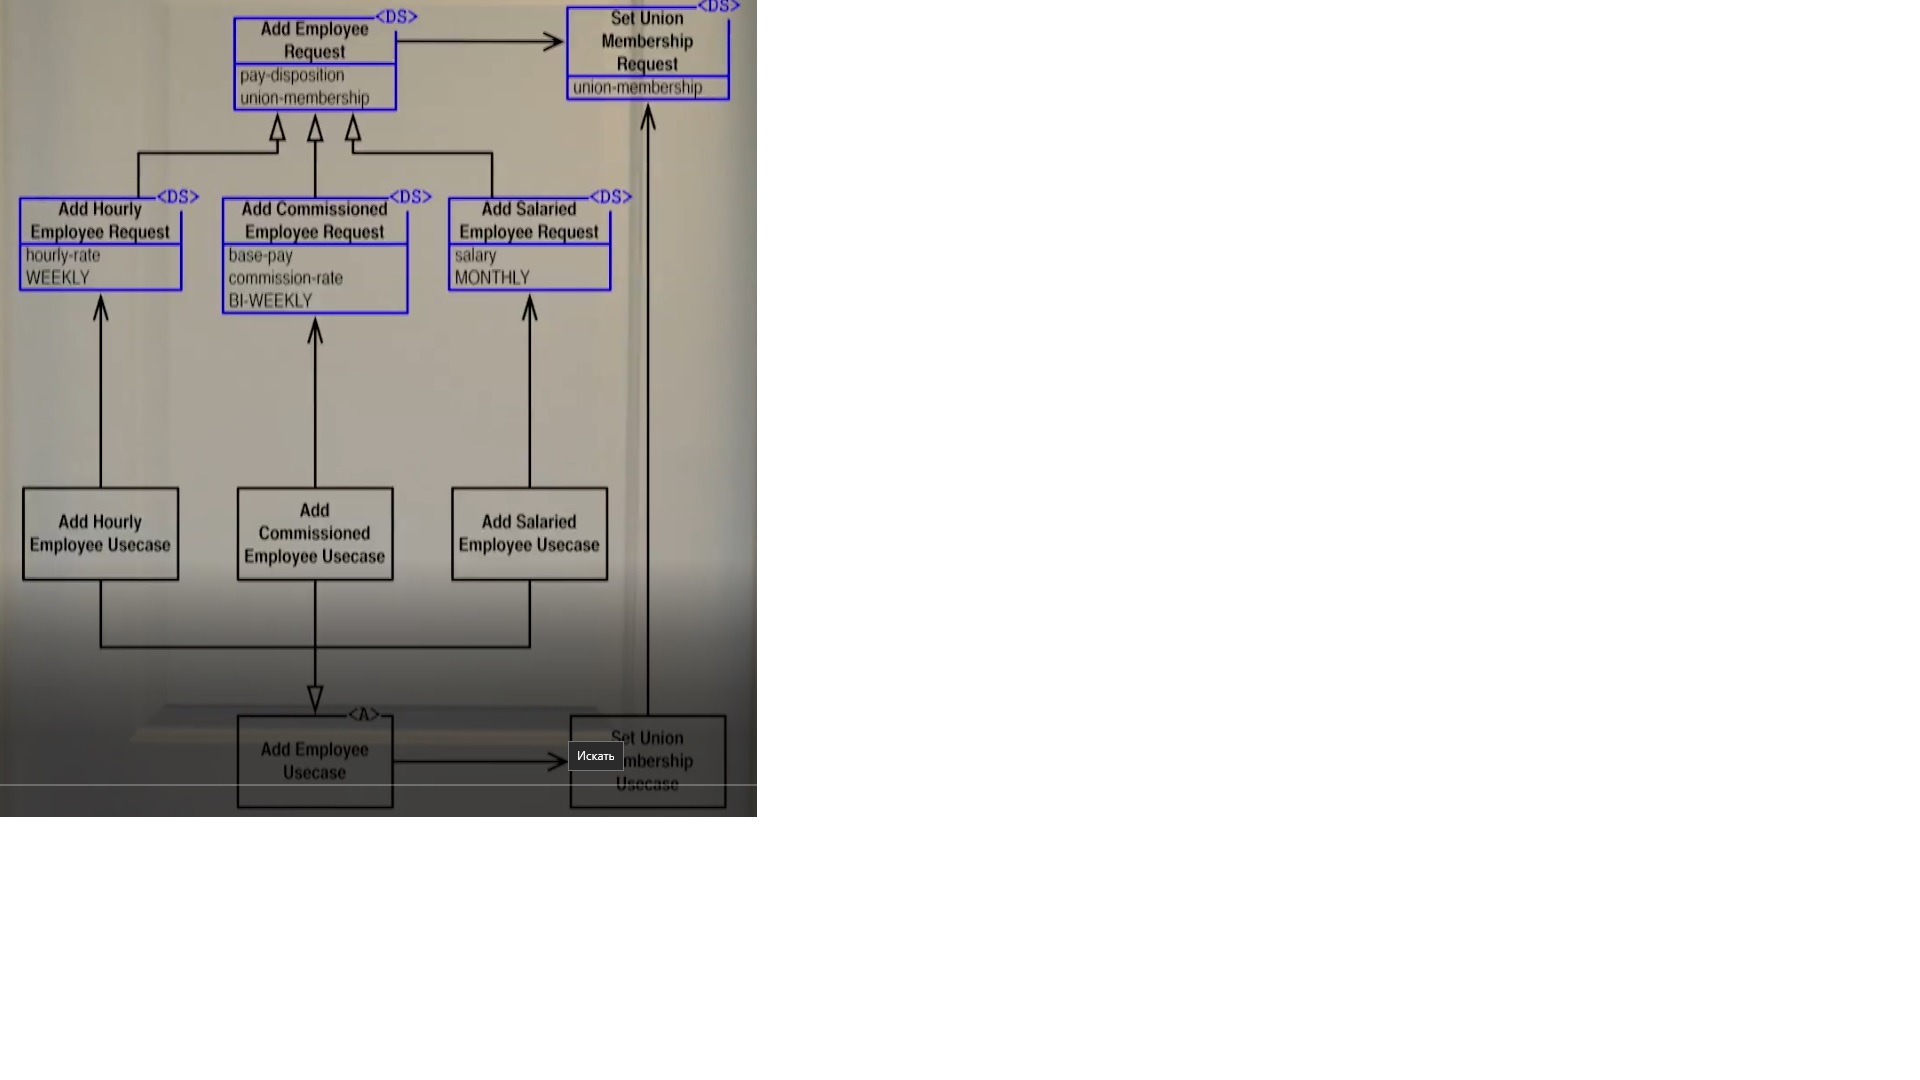 <DS>
Add Employee
Request
pay-disposition
union-membership
<DS>
Set Union
Membership
Request
union-membership
<DS>
Add Hourly
Employee Request
hourly-rate
WEEKLY
<DS>
Add Commissioned
Employee Request
base-pay
commission-rate
BI-WEEKLY
<DS>
Add Salaried
Employee Request
salary
MONTHLY
Add Hourly
Employee Usecase
Add
Commissioned
Employee Usecase
Add Salaried
Employee Usecase
<A>
Add Employee
Usecase
Set Union
mbership
Usecase
Искать